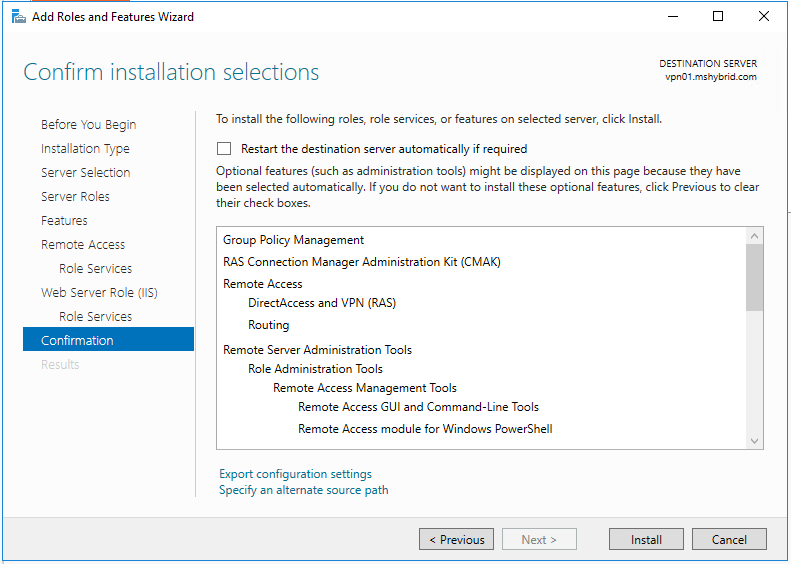 Add Roles and Features Wizard
Confirm installation selections
DESTINATION SERVER
vpn01.mshybrid.com
Before You Begin
Installation Type
Server Selection
Server Roles
Features
Remote Access
Role Services
Web Server Role (IIS)
Role Services
Confirmation
Results
To install the following roles, role services, or features on selected server, click Install.
Restart the destination server automatically if required
Optional features (such as administration tools) might be displayed on this page because they have
been selected automatically. If you do not want to install these optional features, click Previous to clear
their check boxes.
Group Policy Management
RAS Connection Manager Administration Kit (CMAK)
Remote Access
DirectAccess and VPN (RAS)
Routing
Remote Server Administration Tools
Role Administration Tools
Remote Access Management Tools
Remote Access GUI and Command-Line Tools
Remote Access module for Windows PowerShell
Export configuration settings
Specify an alternate source path
< Previous
Next >
Install
Cancel